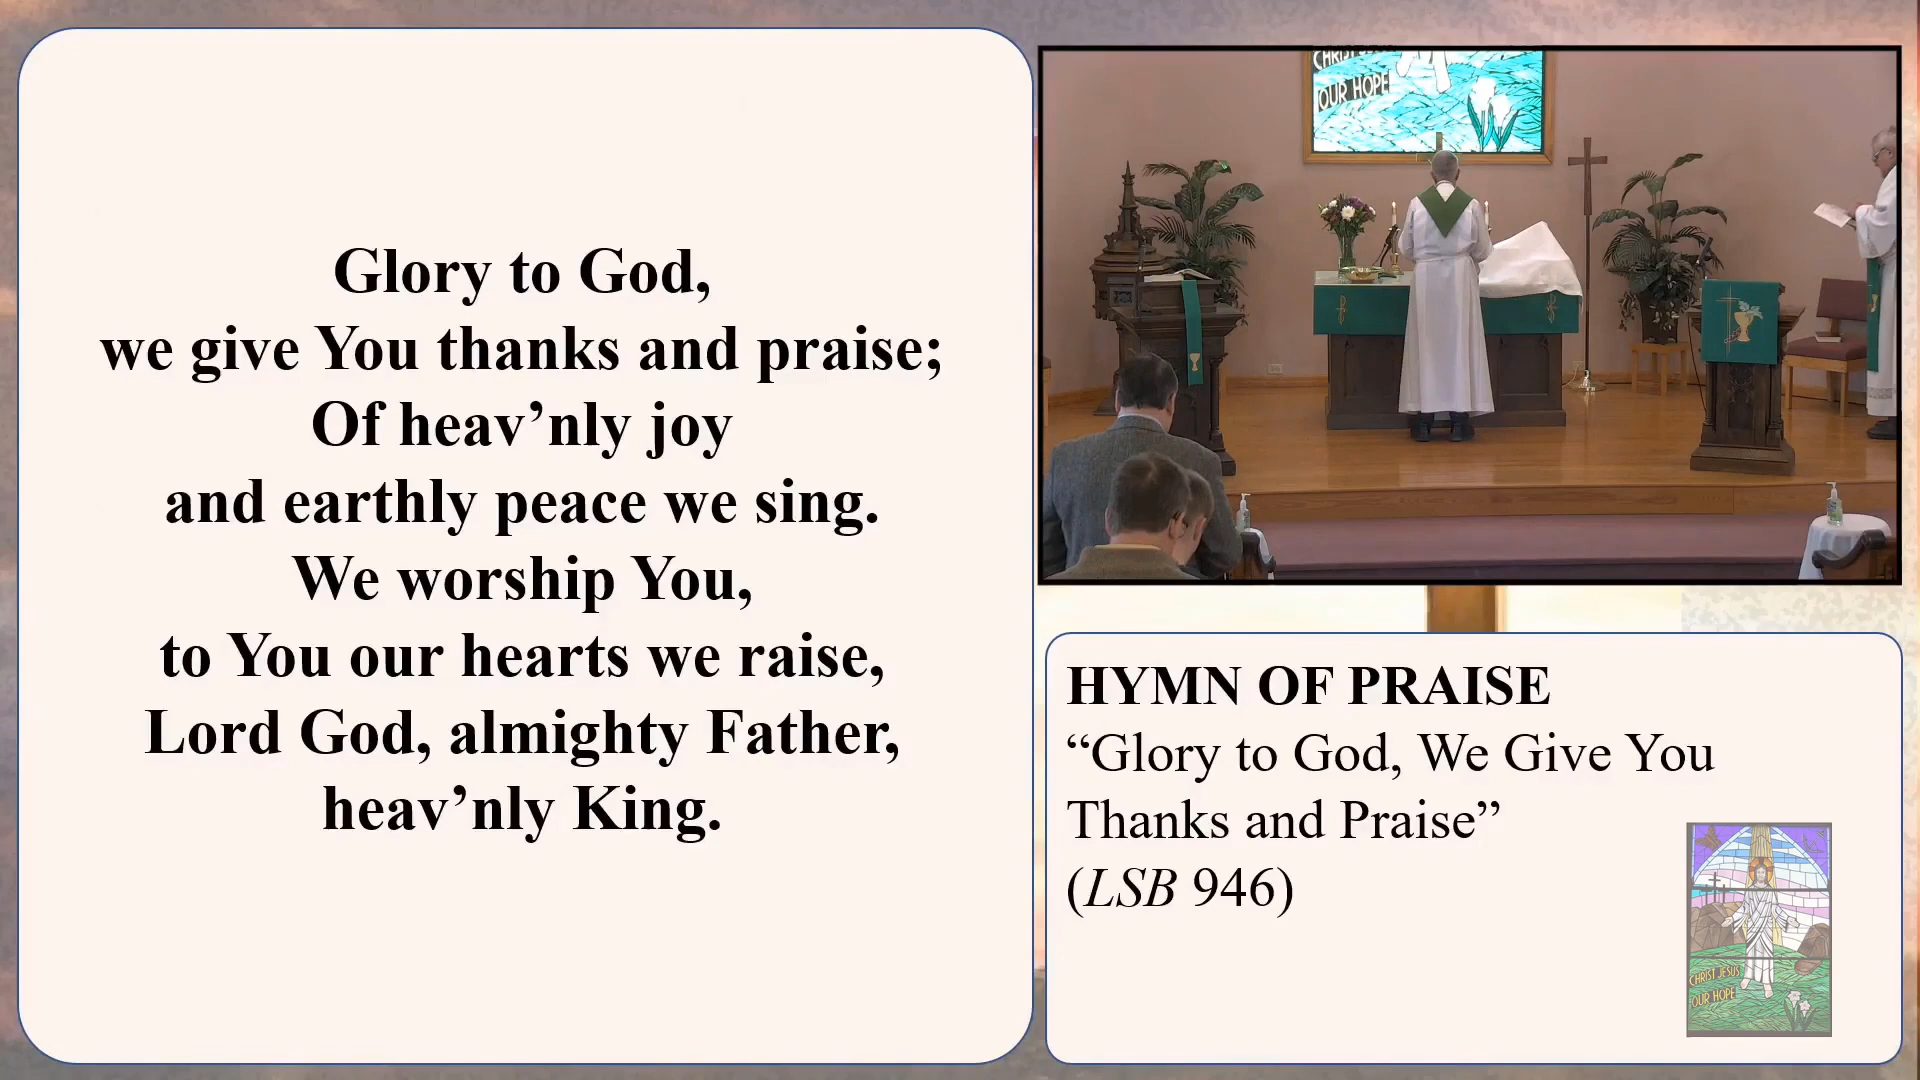 Glory to God,
we give You thanks and praise;
Of heav’nly joy
and earthly peace we sing.
We worship You,
to You our hearts we raise,
Lord God, almighty Father,
heav’nly King.
CHRIST JESUS
OUR HOPE
HYMN OF PRAISE
“Glory to God, We Give You
Thanks and Praise”
(LSB 946)
CHRIST JESUS
OUR HOPE